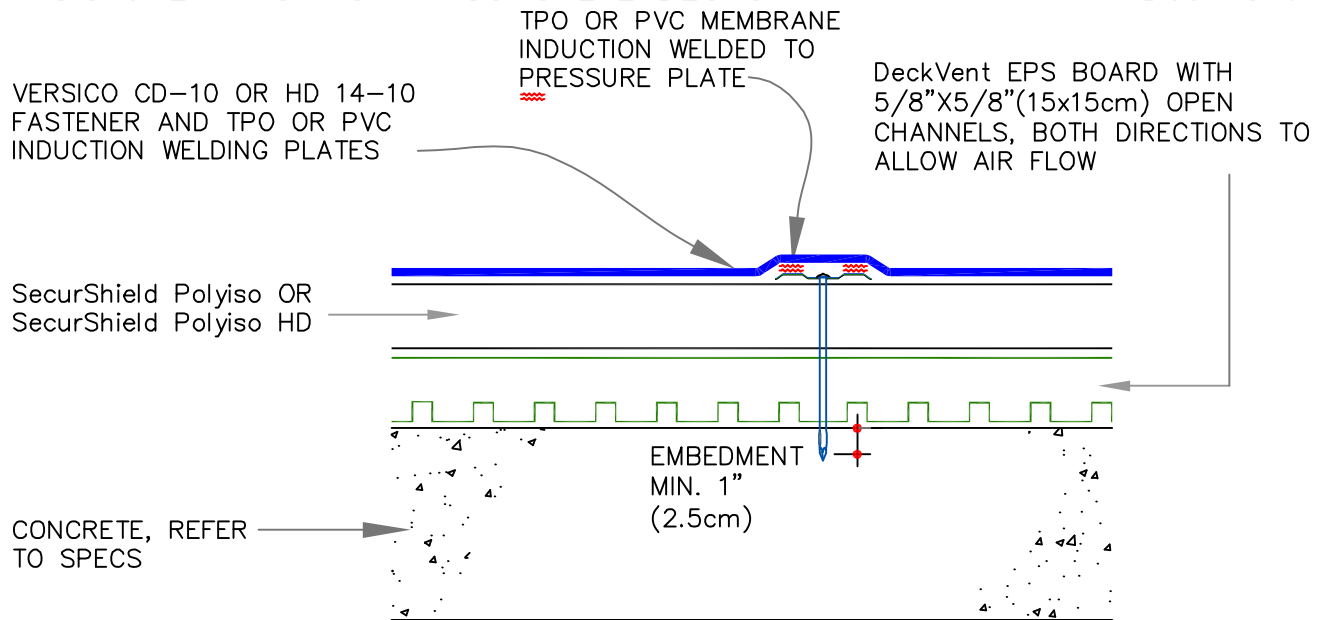 TPO OR PVC MEMBRANE
INDUCTION WELDED TO
PRESSURE PLATE
VERSICO CD-10 OR HD 14-10
FASTENER AND TPO OR PVC
INDUCTION WELDING PLATES
DeckVent EPS BOARD WITH
5/8"X5/8"(15x15cm) OPEN
CHANNELS, BOTH DIRECTIONS TO
ALLOW AIR FLOW
SecurShield Polyiso OR
SecurShield Polyiso HD
EMBEDMENT
MIN. 1"
(2.5cm)
CONCRETE, REFER
TO SPECS